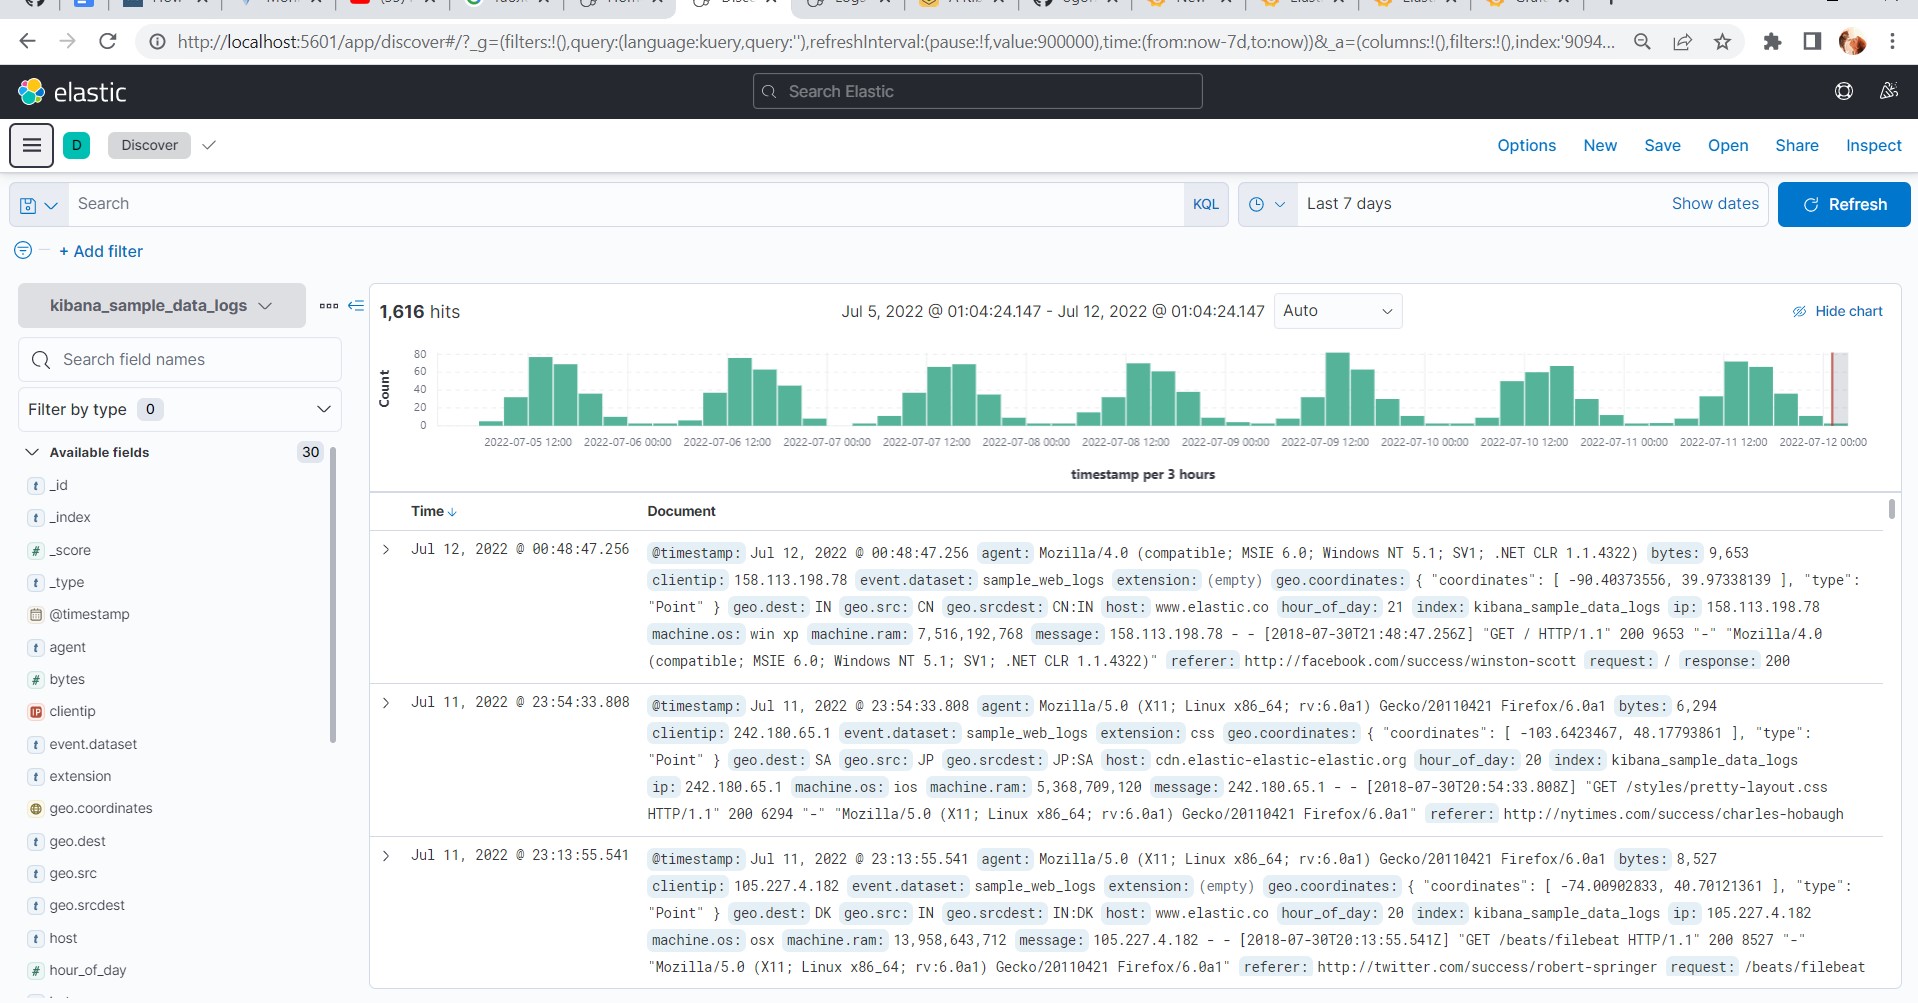 http://localhost:5601/app/discover#/?_g=(filters:!(),query:(language:kuery,query:''),refreshInterval:(pause:!f,value:900000),time:(from:now-7d,to:now))&_a=(columns:!(),filters:!(),index:'9094...
elastic
Search Elastic
D Discover Options New Save Open Share Inspect
Search KQL Last 7 days Show dates Refresh
+ Add filter
kibana_sample_data_logs
1,616 hits Jul 5, 2022 @ 01:04:24.147 - Jul 12, 2022 @ 01:04:24.147 Auto Hide chart
Search field names
Filter by type 0
Available fields 30
t _id
t _index
# _score
t _type
@timestamp
t agent
# bytes
IP clientip
t event.dataset
t extension
geo.coordinates
t geo.dest
t geo.src
t geo.srcdest
t host
# hour_of_day
Count
80
60
40
20
0
2022-07-05 12:00 2022-07-06 00:00 2022-07-06 12:00 2022-07-07 00:00 2022-07-07 12:00 2022-07-08 00:00 2022-07-08 12:00 2022-07-09 00:00 2022-07-09 12:00 2022-07-10 00:00 2022-07-10 12:00 2022-07-11 00:00 2022-07-11 12:00 2022-07-12 00:00
timestamp per 3 hours
Time Document
Jul 12, 2022 @ 00:48:47.256 @timestamp: Jul 12, 2022 @ 00:48:47.256 agent: Mozilla/4.0 (compatible; MSIE 6.0; Windows NT 5.1; SV1; .NET CLR 1.1.4322) bytes: 9,653
clientip: 158.113.198.78 event.dataset: sample_web_logs extension: (empty) geo.coordinates: { "coordinates": [ -90.40373556, 39.97338139 ], "type":
"Point" } geo.dest: IN geo.src: CN geo.srcdest: CN:IN host: www.elastic.co hour_of_day: 21 index: kibana_sample_data_logs ip: 158.113.198.78
machine.os: win xp machine.ram: 7,516,192,768 message: 158.113.198.78 - - [2018-07-30T21:48:47.256Z] "GET / HTTP/1.1" 200 9653 "-" "Mozilla/4.0
(compatible; MSIE 6.0; Windows NT 5.1; SV1; .NET CLR 1.1.4322)" referer: http://facebook.com/success/winston-scott request: / response: 200
Jul 11, 2022 @ 23:54:33.808 @timestamp: Jul 11, 2022 @ 23:54:33.808 agent: Mozilla/5.0 (X11; Linux x86_64; rv:6.0a1) Gecko/20110421 Firefox/6.0a1 bytes: 6,294
clientip: 242.180.65.1 event.dataset: sample_web_logs extension: css geo.coordinates: { "coordinates": [ -103.6423467, 48.17793861 ], "type":
"Point" } geo.dest: SA geo.src: JP geo.srcdest: JP:SA host: cdn.elastic-elastic-elastic.org hour_of_day: 20 index: kibana_sample_data_logs
ip: 242.180.65.1 machine.os: ios machine.ram: 5,368,709,120 message: 242.180.65.1 - - [2018-07-30T20:54:33.808Z] "GET /styles/pretty-layout.css
HTTP/1.1" 200 6294 "-" "Mozilla/5.0 (X11; Linux x86_64; rv:6.0a1) Gecko/20110421 Firefox/6.0a1" referer: http://nytimes.com/success/charles-hobaugh
Jul 11, 2022 @ 23:13:55.541 @timestamp: Jul 11, 2022 @ 23:13:55.541 agent: Mozilla/5.0 (X11; Linux x86_64; rv:6.0a1) Gecko/20110421 Firefox/6.0a1 bytes: 8,527
clientip: 105.227.4.182 event.dataset: sample_web_logs extension: (empty) geo.coordinates: { "coordinates": [ -74.00902833, 40.70121361 ], "type":
"Point" } geo.dest: DK geo.src: IN geo.srcdest: IN:DK host: www.elastic.co hour_of_day: 20 index: kibana_sample_data_logs ip: 105.227.4.182
machine.os: osx machine.ram: 13,958,643,712 message: 105.227.4.182 - - [2018-07-30T20:13:55.541Z] "GET /beats/filebeat HTTP/1.1" 200 8527 "-"
"Mozilla/5.0 (X11; Linux x86_64; rv:6.0a1) Gecko/20110421 Firefox/6.0a1" referer: http://twitter.com/success/robert-springer request: /beats/filebeat